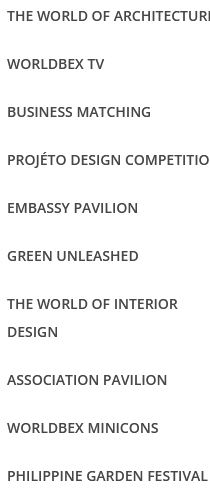 THE WORLD OF ARCHITECTUR
WORLDBEX TV
BUSINESS MATCHING
PROJÉTO DESIGN COMPETITIO
EMBASSY PAVILION
GREEN UNLEASHED
THE WORLD OF INTERIOR
DESIGN
ASSOCIATION PAVILION
WORLDBEX MINICONS
PHILIPPINE GARDEN FESTIVAL